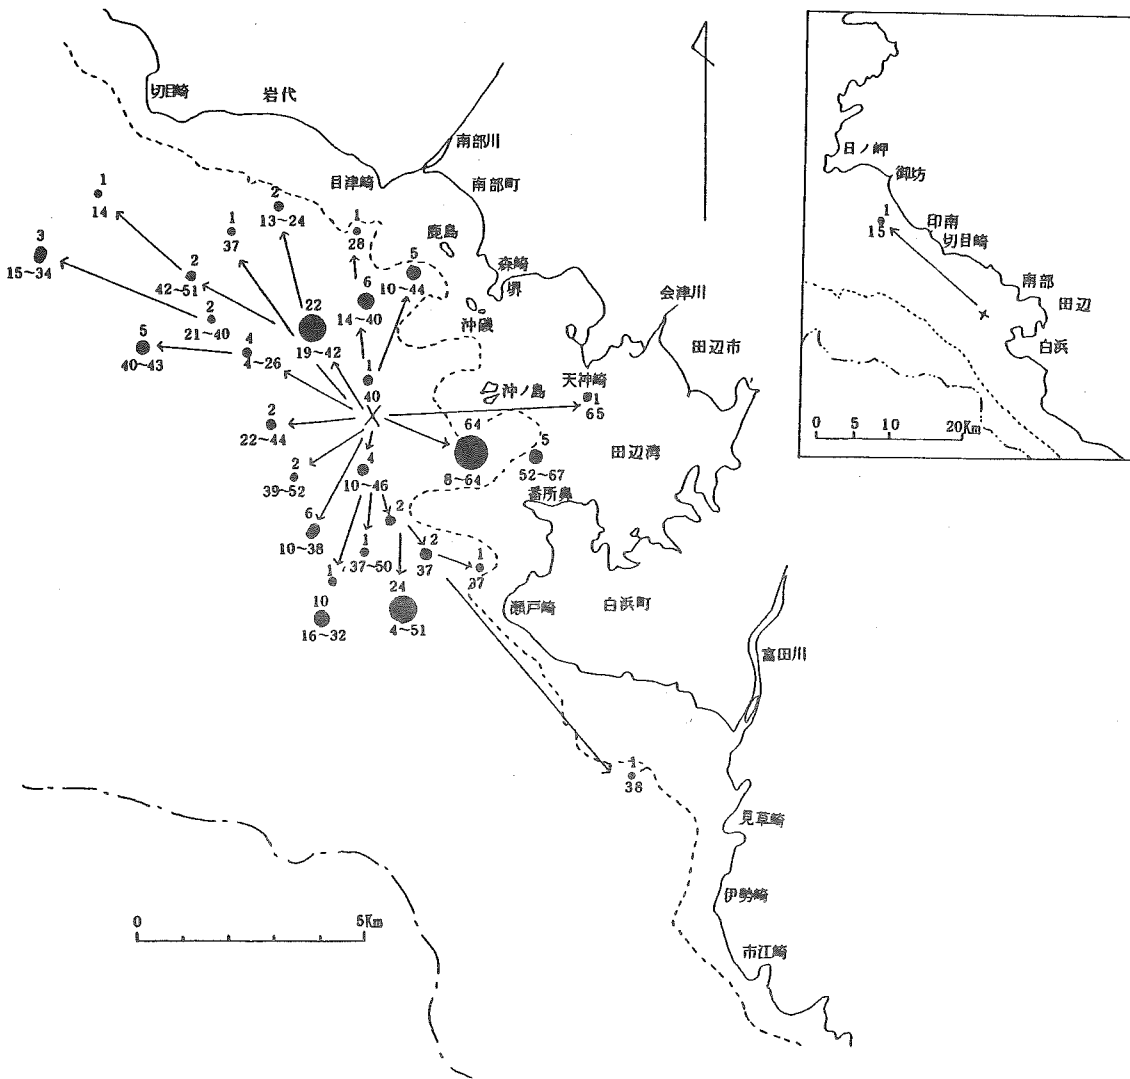 切目崎
岩代
南部川
南部町
目津崎
鹿島
森崎
堺
沖磯
会津川
田辺市
天神崎
沖ノ島
田辺湾
番所鼻
瀬戸崎
白浜町
富田川
見草崎
伊勢崎
市江崎
1
14
3
15~34
1
37
2
13~24
2
42~51
2
21~40
5
40~43
4
4~26
22
19~42
1
28
6
14~40
5
10~44
1
40
X
1
65
2
22~44
2
39~52
4
10~46
64
8~64
5
52~67
6
10~38
1
37~50
2
2
37
1
37
1
10
16~32
24
4~51
1
38
0
5Km
日ノ岬
御坊
印南
切目崎
南部
田辺
白浜
1
15
X
0 5 10 20Km